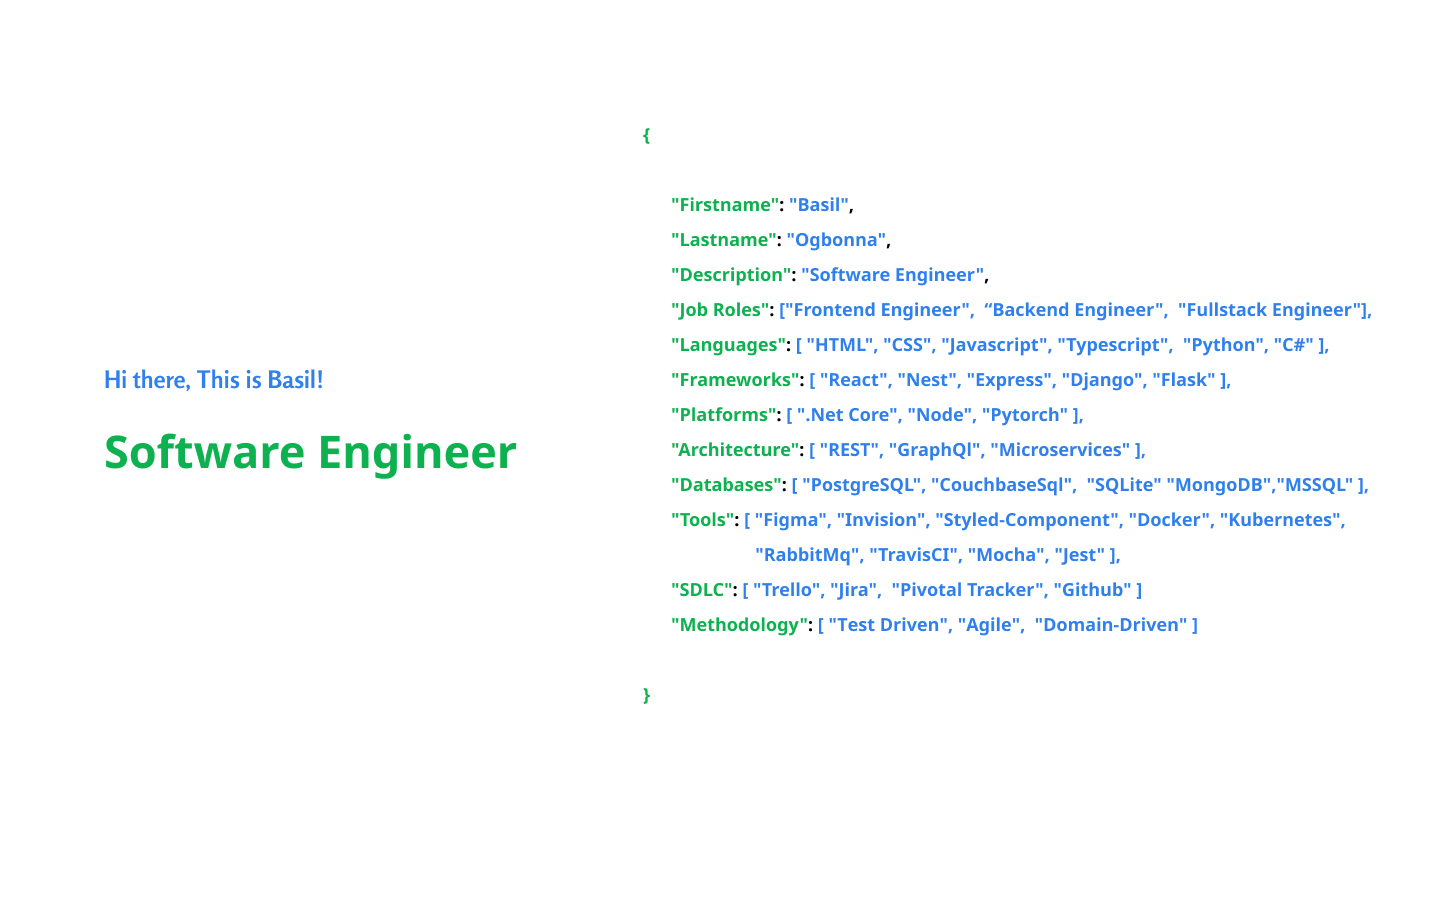 Hi there, This is Basil!
Software Engineer
{
"Firstname": "Basil",
"Lastname": "Ogbonna",
"Description": "Software Engineer",
"Job Roles": ["Frontend Engineer",  “Backend Engineer",  "Fullstack Engineer"],
"Languages": [ "HTML", "CSS", "Javascript", "Typescript",  "Python", "C#" ],
"Frameworks": [ "React", "Nest", "Express", "Django", "Flask" ],
"Platforms": [ ".Net Core", "Node", "Pytorch" ],
"Architecture": [ "REST", "GraphQl", "Microservices" ],
"Databases": [ "PostgreSQL", "CouchbaseSql",  "SQLite" "MongoDB","MSSQL" ],
"Tools": [ "Figma", "Invision", "Styled-Component", "Docker", "Kubernetes",
"RabbitMq", "TravisCI", "Mocha", "Jest" ],
"SDLC": [ "Trello", "Jira",  "Pivotal Tracker", "Github" ]
"Methodology": [ "Test Driven", "Agile",  "Domain-Driven" ]
}